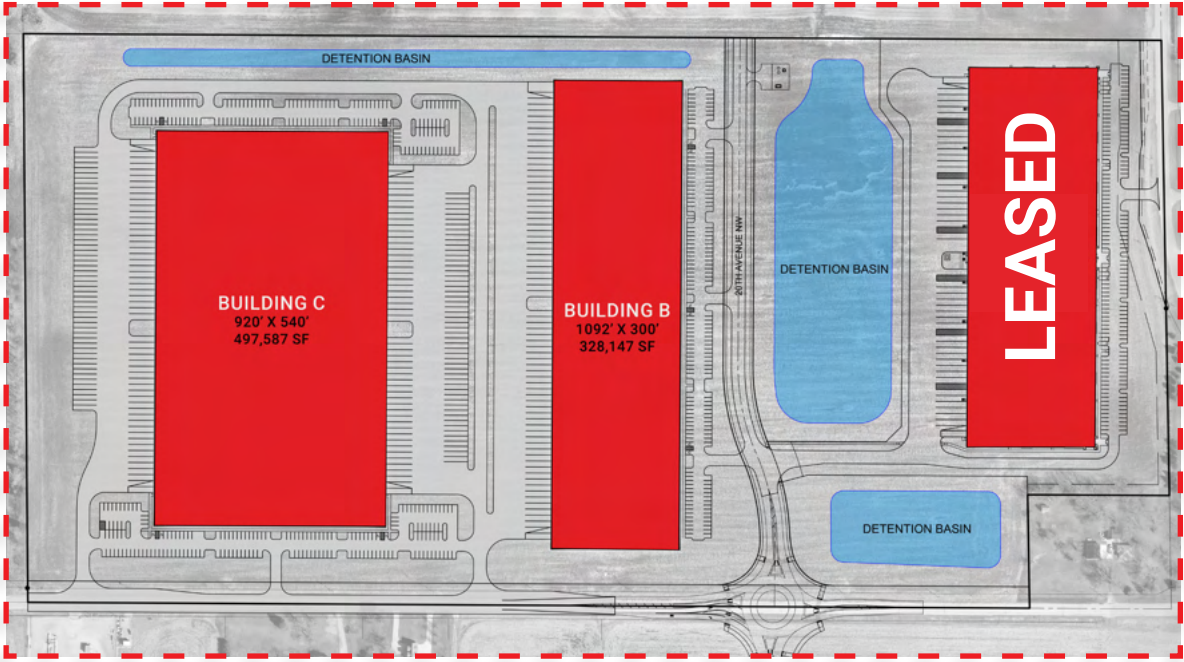 DETENTION BASIN
BUILDING C
920' X 540'
497,587 SF
BUILDING B
1092' X 300'
328,147 SF
20TH AVENUE NW
DETENTION BASIN
LEASED
DETENTION BASIN